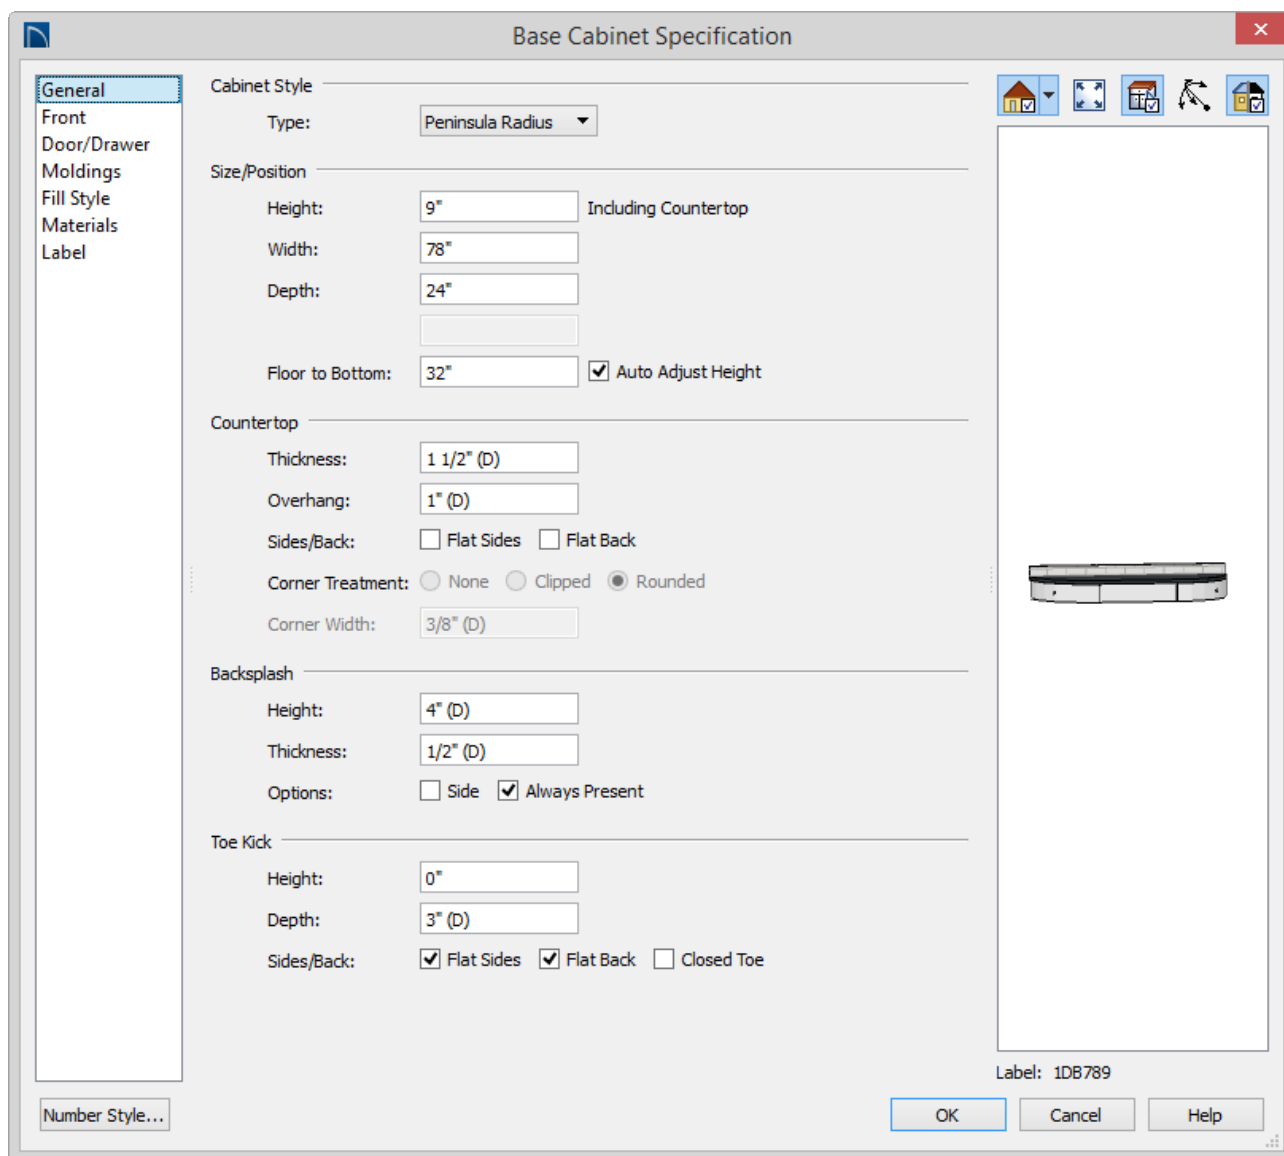 Base Cabinet Specification
General
Front
Door/Drawer
Moldings
Fill Style
Materials
Label
Cabinet Style
Type: Peninsula Radius
Size/Position
Height: 9" Including Countertop
Width: 78"
Depth: 24"
Floor to Bottom: 32" Auto Adjust Height
Countertop
Thickness: 1 1/2" (D)
Overhang: 1" (D)
Sides/Back: Flat Sides Flat Back
Corner Treatment: None Clipped Rounded
Corner Width: 3/8" (D)
Backsplash
Height: 4" (D)
Thickness: 1/2" (D)
Options: Side Always Present
Toe Kick
Height: 0"
Depth: 3" (D)
Sides/Back: Flat Sides Flat Back Closed Toe
Label: 1DB789
Number Style... OK Cancel Help